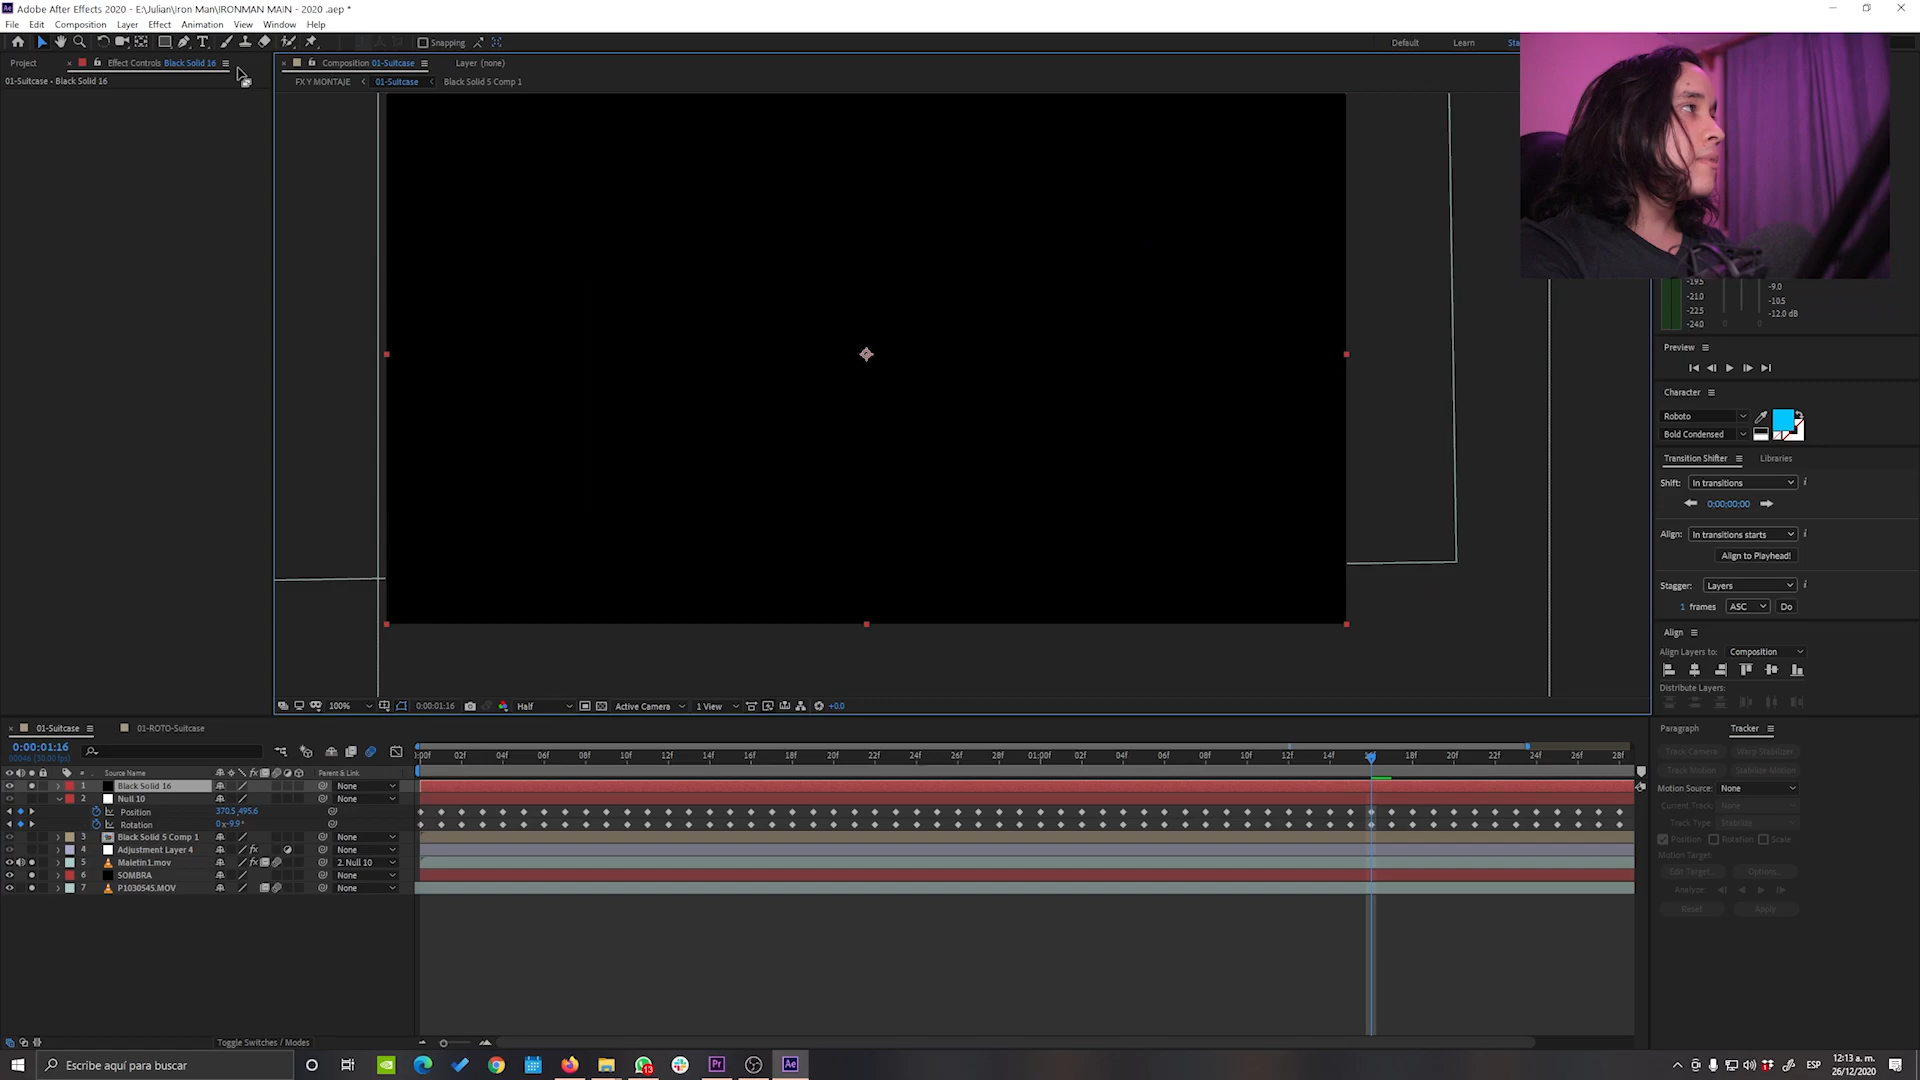 Adobe After Effects 2020 - E:\Julian\Iron Man\IRONMAN MAIN - 2020 .aep *
File Edit Composition Layer Effect Animation View Window Help
Snapping
Default Learn Sta
Project Effect Controls Black Solid 16
Composition 01-Suitcase Layer (none)
01-Suitcase • Black Solid 16
FX Y MONTAJE 01-Suitcase Black Solid 5 Comp 1
-19.5 -9.0
-21.0 -10.5
-22.5 -12.0 dB
-24.0 0 0
Preview
Character
Roboto
Bold Condensed
Transition Shifter Libraries
Shift: In transitions
0;00;00;00
Align: In transitions starts
Align to Playhead!
Stagger: Layers
1 frames ASC Do
Align
Align Layers to: Composition
Distribute Layers:
100% 0:00:01:16 Half Active Camera 1 View +0.0
01-Suitcase 01-ROTO-Suitcase
Paragraph Tracker
0:00:01:16
00046 (30.00 fps)
:00f 02f 04f 06f 08f 10f 12f 14f 16f 18f 20f 22f 24f 26f 28f 01:00f 02f 04f 06f 08f 10f 12f 14f 16f 18f 20f 22f 24f 26f 28f
# Source Name Parent & Link
1 Black Solid 16 None
2 Null 10 None
Position 370.5,495.6
Rotation 0x-9.9°
3 Black Solid 5 Comp 1 None
4 Adjustment Layer 4 None
5 Maletin1.mov 2. Null 10
6 SOMBRA None
7 P1030545.MOV None
Track Camera Warp Stabilizer
Track Motion Stabilize Motion
Motion Source: None
Current Track: None
Track Type: Stabilize
Position Rotation Scale
Motion Target:
Edit Target... Options...
Analyze:
Reset Apply
Toggle Switches / Modes
Escribe aquí para buscar
13
Pr Ae
ESP
12:13 a. m.
26/12/2020